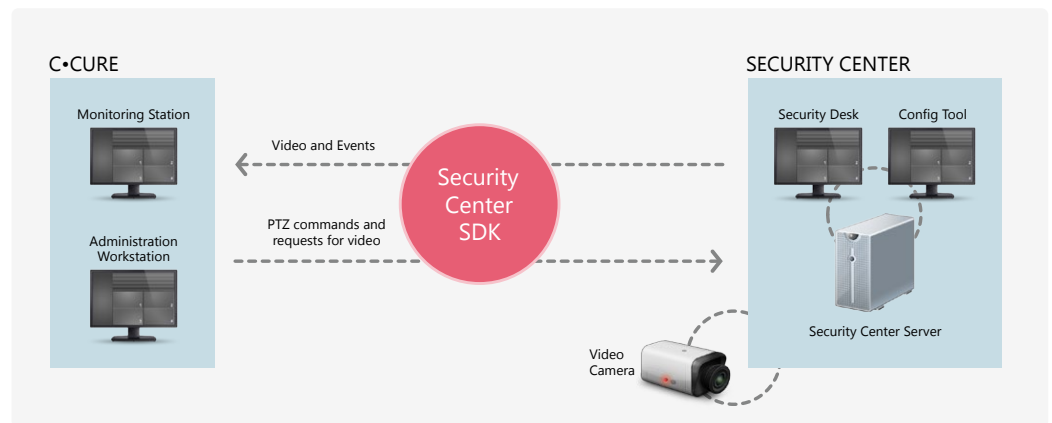 C•CURE
Monitoring Station
Administration
Workstation
Video and Events
PTZ commands and
requests for video
Security
Center
SDK
SECURITY CENTER
Security Desk
Config Tool
Security Center Server
Video
Camera